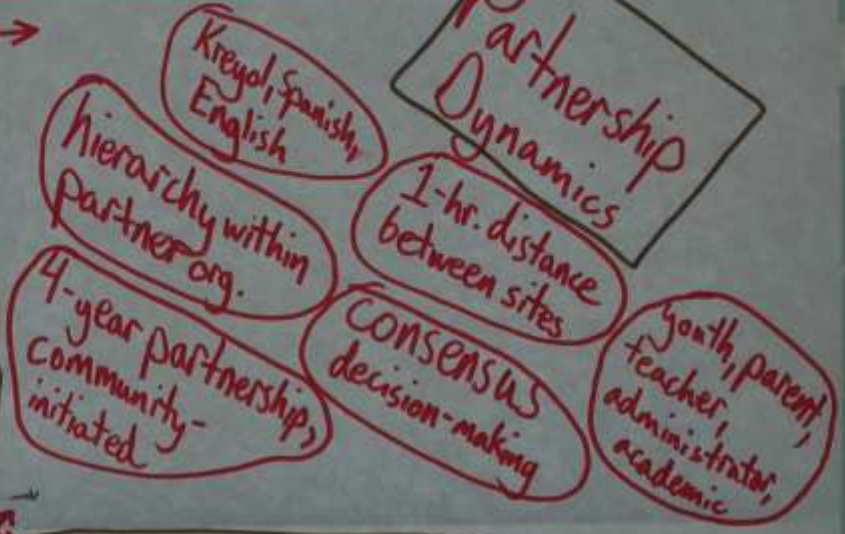 Partnership
Dynamics
Kreyol, Spanish,
English
hierarchy within
partner org.
1-hr. distance
between sites
4-year partnership,
community-
initiated
consensus
decision-making
youth, parent,
teacher,
administrator,
academic